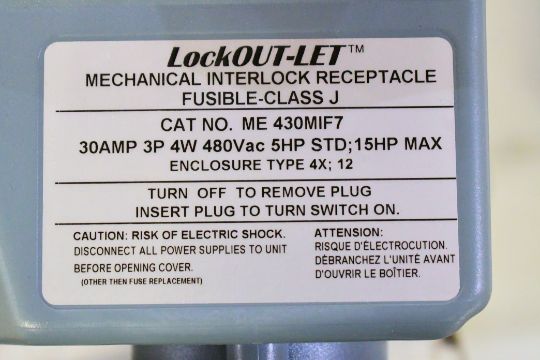 LockOUT-LET™
MECHANICAL INTERLOCK RECEPTACLE
FUSIBLE-CLASS J
CAT NO. ME 430MIF7
30AMP 3P 4W 480Vac 5HP STD;15HP MAX
ENCLOSURE TYPE 4X; 12
TURN OFF TO REMOVE PLUG
INSERT PLUG TO TURN SWITCH ON.
CAUTION: RISK OF ELECTRIC SHOCK.
DISCONNECT ALL POWER SUPPLIES TO UNIT
BEFORE OPENING COVER.
(OTHER THEN FUSE REPLACEMENT)
ATTENTION:
RISQUE D'ÉLECTROCUTION.
DÉBRANCHEZ L'UNITÉ AVANT
D'OUVRIR LE BOÎTIER.